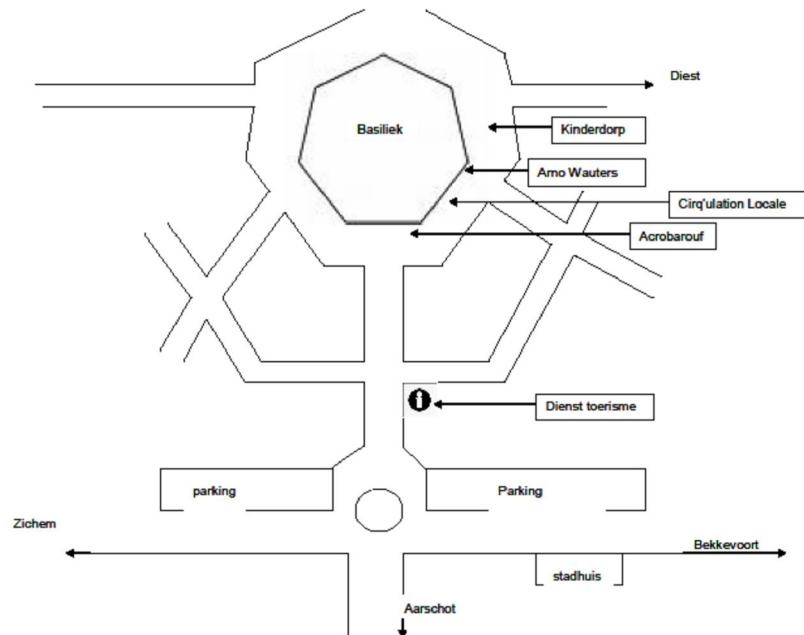 Diest
Basiliek
Kinderdorp
Arno Wauters
Cirq'ulation Locale
Acrobarouf
Dienst toerisme
parking
Parking
Zichem
Bekkevoort
stadhuis
Aarschot